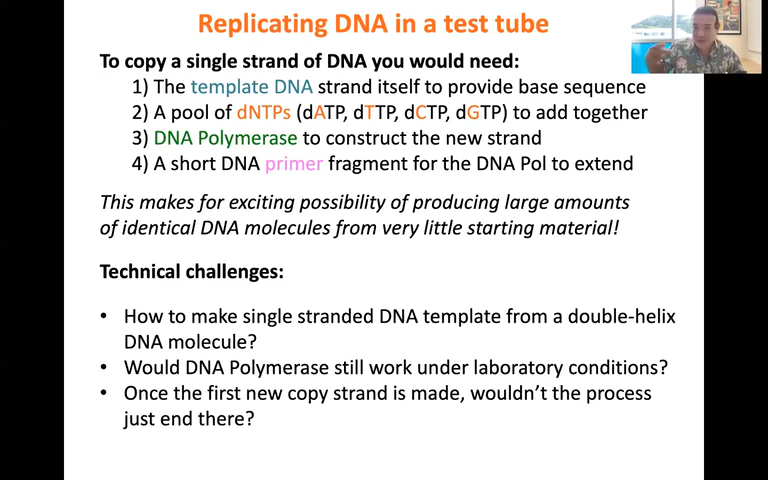 Replicating DNA in a test tube
To copy a single strand of DNA you would need:
1) The template DNA strand itself to provide base sequence
2) A pool of dNTPs (dATP, dTTP, dCTP, dGTP) to add together
3) DNA Polymerase to construct the new strand
4) A short DNA primer fragment for the DNA Pol to extend
This makes for exciting possibility of producing large amounts
of identical DNA molecules from very little starting material!
Technical challenges:
• How to make single stranded DNA template from a double-helix
DNA molecule?
• Would DNA Polymerase still work under laboratory conditions?
• Once the first new copy strand is made, wouldn’t the process
just end there?